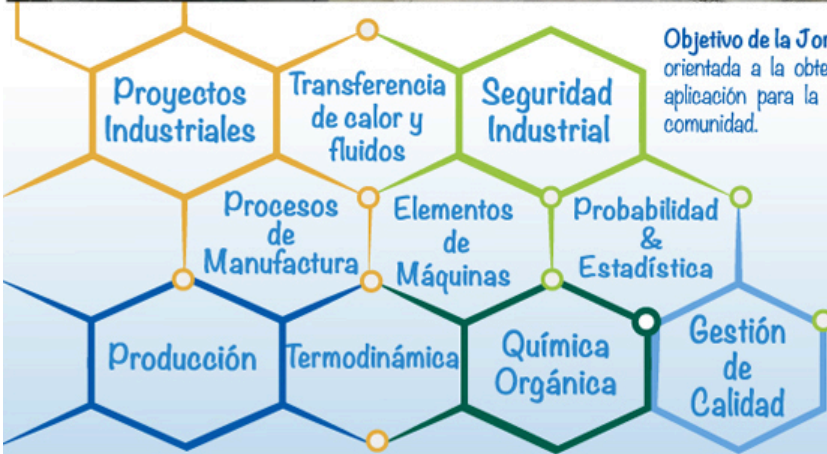 Objetivo de la Jor
orientada a la obte
aplicación para la
comunidad.
Proyectos
Industriales
Transferencia
de calor y
fluidos
Seguridad
Industrial
Procesos
de
Manufactura
Elementos
de
Máquinas
Probabilidad
&
Estadística
Producción
Termodinámica
Química
Orgánica
Gestión
de
Calidad